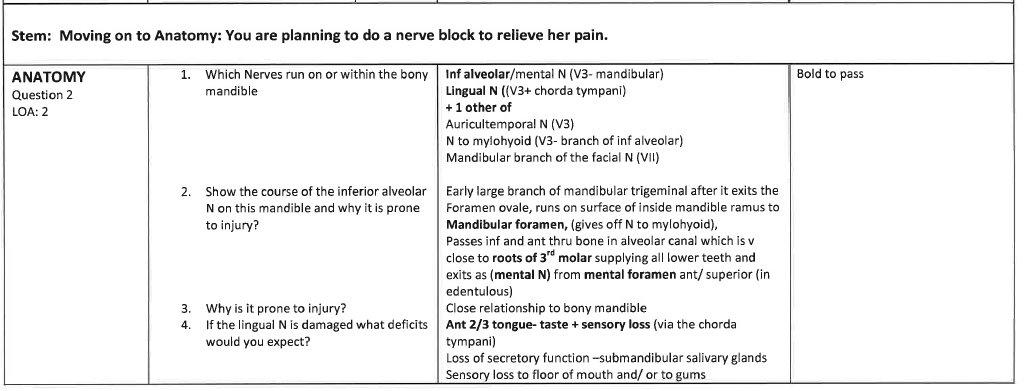 Stem: Moving on to Anatomy: You are planning to do a nerve block to relieve her pain.
ANATOMY
Question 2
LOA: 2
1. Which Nerves run on or within the bony
mandible
Inf alveolar/mental N (V3- mandibular)
Lingual N ((V3+ chorda tympani)
+ 1 other of
Auricultemporal N (V3)
N to mylohyoid (V3- branch of inf alveolar)
Mandibular branch of the facial N (VII)
Bold to pass
2. Show the course of the inferior alveolar
N on this mandible and why it is prone
to injury?
Early large branch of mandibular trigeminal after it exits the
Foramen ovale, runs on surface of inside mandible ramus to
Mandibular foramen, (gives off N to mylohyoid),
Passes inf and ant thru bone in alveolar canal which is v
close to roots of 3rd molar supplying all lower teeth and
exits as (mental N) from mental foramen ant/ superior (in
edentulous)
3. Why is it prone to injury?
Close relationship to bony mandible
4. If the lingual N is damaged what deficits
would you expect?
Ant 2/3 tongue- taste + sensory loss (via the chorda
tympani)
Loss of secretory function –submandibular salivary glands
Sensory loss to floor of mouth and/ or to gums